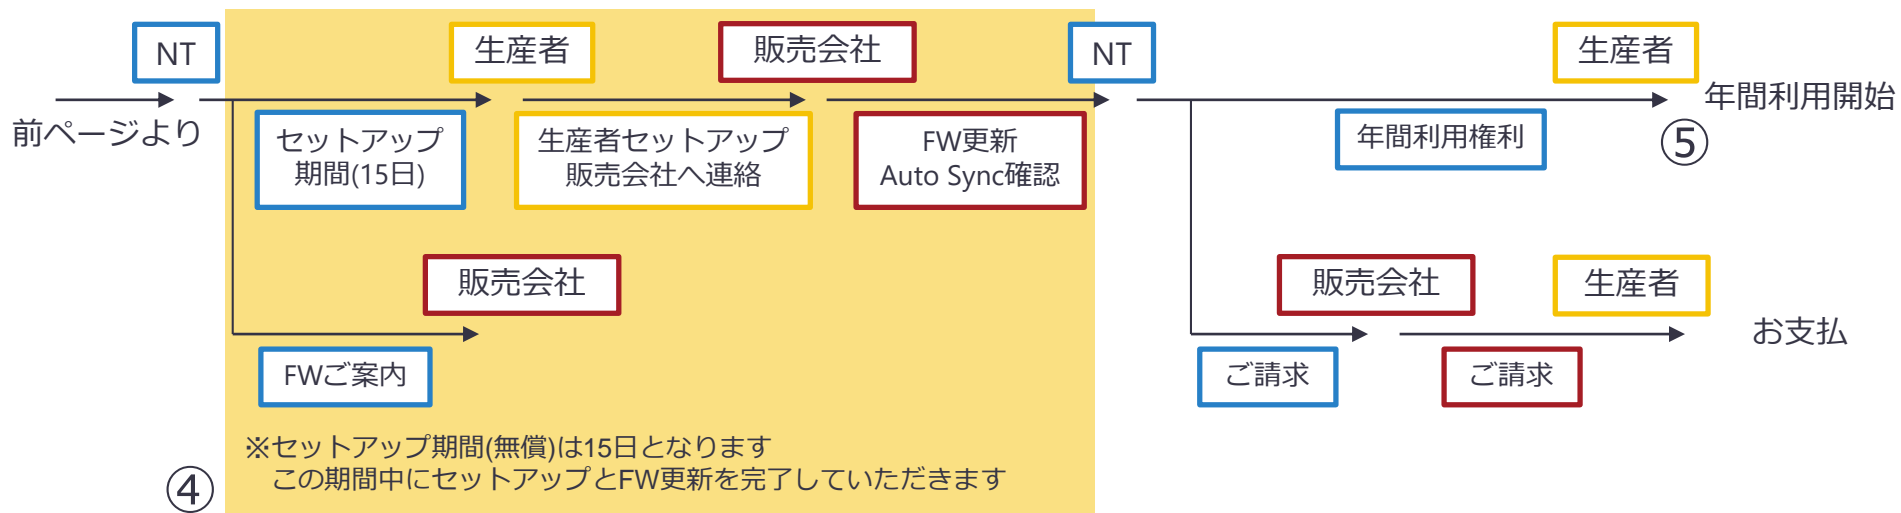 NT
生産者
販売会社
NT
生産者
前ページより
年間利用開始
セットアップ
期間(15日)
生産者セットアップ
販売会社へ連絡
FW更新
Auto Sync確認
年間利用権利
⑤
販売会社
販売会社
生産者
お支払
FWご案内
ご請求
ご請求
※セットアップ期間(無償)は15日となります
この期間中にセットアップとFW更新を完了していただきます
④